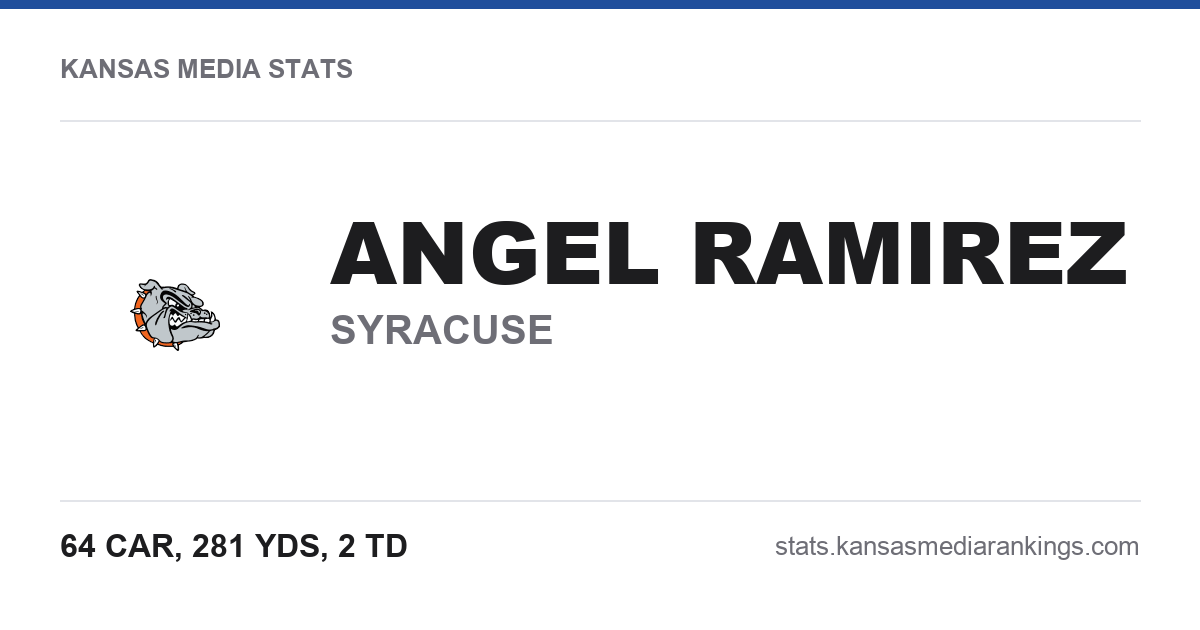 KANSAS MEDIA STATS
ANGEL RAMIREZ
SYRACUSE
64 CAR, 281 YDS, 2 TD
stats.kansasmediarankings.com